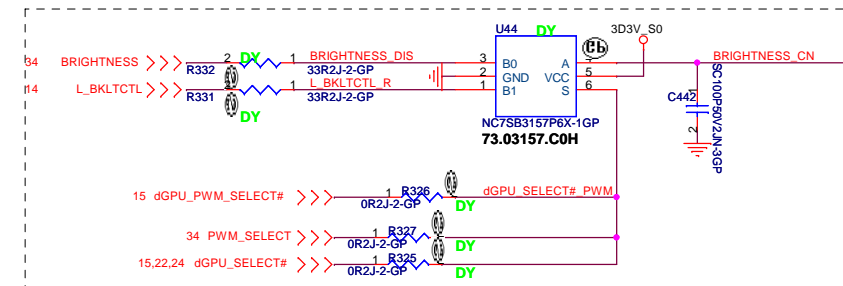 U44 DY 3D3V_S0
34 BRIGHTNESS 2 DY 1 BRIGHTNESS_DIS 3 B0 A BRIGHTNESS_CN
R332 33R2J-2-GP 2 GND VCC 5
14 L_BKLTCTL 1 L_BKLTCTL_R 1 B1 S 6
R331 33R2J-2-GP
DY
NC7SB3157P6X-1GP
73.03157.C0H
C442
2
SC100P50V2JN-3GP
15 dGPU_PWM_SELECT# 1 R326 dGPU_SELECT#_PWM
0R2J-2-GP DY
34 PWM_SELECT 1 R327
0R2J-2-GP DY
15,22,24 dGPU_SELECT# 1 R325
0R2J-2-GP DY